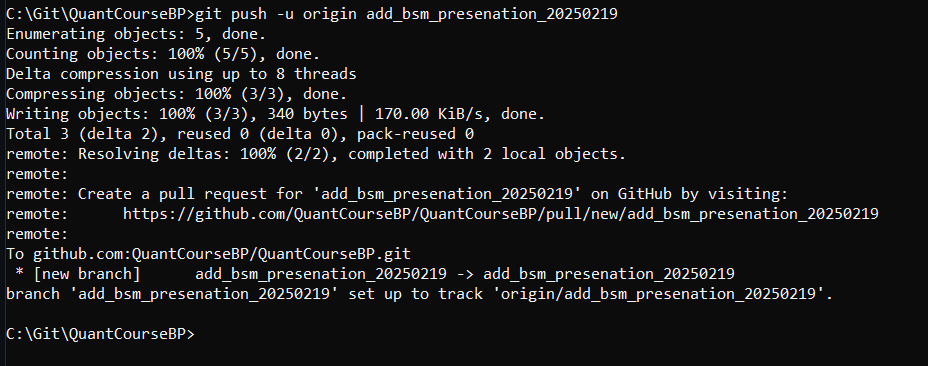 C:\Git\QuantCourseBP>git push -u origin add_bsm_presenation_20250219
Enumerating objects: 5, done.
Counting objects: 100% (5/5), done.
Delta compression using up to 8 threads
Compressing objects: 100% (3/3), done.
Writing objects: 100% (3/3), 340 bytes | 170.00 KiB/s, done.
Total 3 (delta 2), reused 0 (delta 0), pack-reused 0
remote: Resolving deltas: 100% (2/2), completed with 2 local objects.
remote:
remote: Create a pull request for 'add_bsm_presenation_20250219' on GitHub by visiting:
remote:      https://github.com/QuantCourseBP/QuantCourseBP/pull/new/add_bsm_presenation_20250219
remote:
To github.com:QuantCourseBP/QuantCourseBP.git
 * [new branch]      add_bsm_presenation_20250219 -> add_bsm_presenation_20250219
branch 'add_bsm_presenation_20250219' set up to track 'origin/add_bsm_presenation_20250219'.
C:\Git\QuantCourseBP>